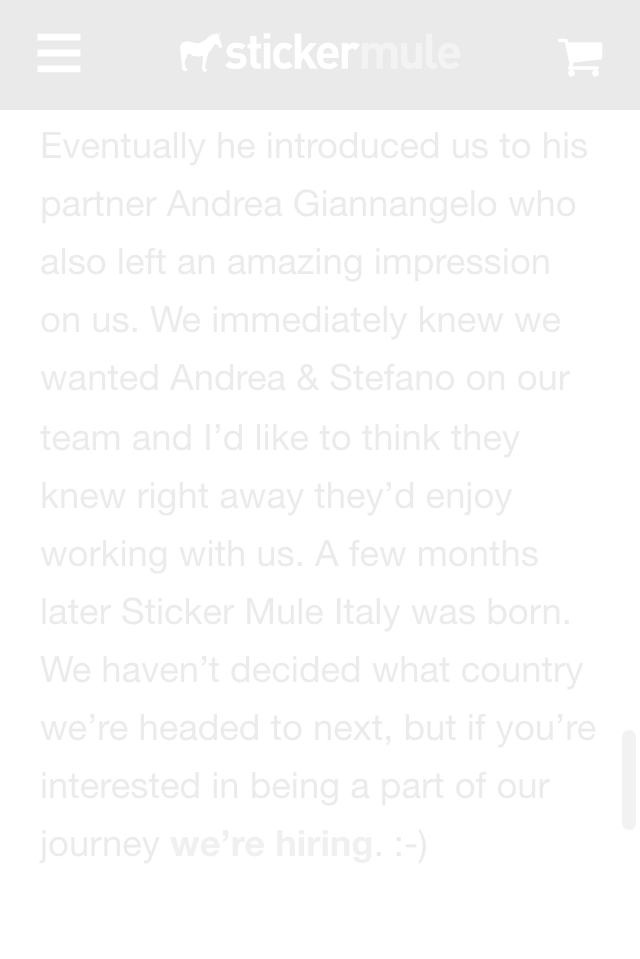 stickermule
Eventually he introduced us to his
partner Andrea Giannangelo who
also left an amazing impression
on us. We immediately knew we
wanted Andrea & Stefano on our
team and I’d like to think they
knew right away they’d enjoy
working with us. A few months
later Sticker Mule Italy was born.
We haven’t decided what country
we’re headed to next, but if you’re
interested in being a part of our
journey we’re hiring. :-)